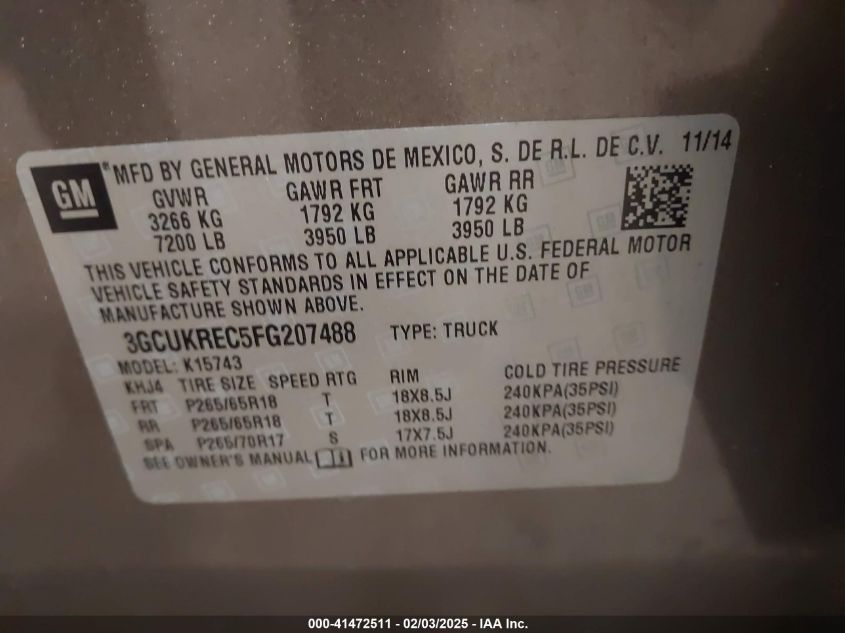 GM
MFD BY GENERAL MOTORS DE MEXICO, S. DE R.L. DE C.V. 11/14
GVWR GAWR FRT GAWR RR
3266 KG 1792 KG 1792 KG
7200 LB 3950 LB 3950 LB
THIS VEHICLE CONFORMS TO ALL APPLICABLE U.S. FEDERAL MOTOR
VEHICLE SAFETY STANDARDS IN EFFECT ON THE DATE OF
MANUFACTURE SHOWN ABOVE.
3GCUKREC5FG207488 TYPE: TRUCK
MODEL: K15743
KHJ4 TIRE SIZE SPEED RTG RIM COLD TIRE PRESSURE
FRT P265/65R18 T 18X8.5J 240KPA(35PSI)
RR P265/65R18 T 18X8.5J 240KPA(35PSI)
SPA P265/70R17 S 17X7.5J 240KPA(35PSI)
SEE OWNER'S MANUAL FOR MORE INFORMATION.
000-41472511 - 02/03/2025 - IAA Inc.